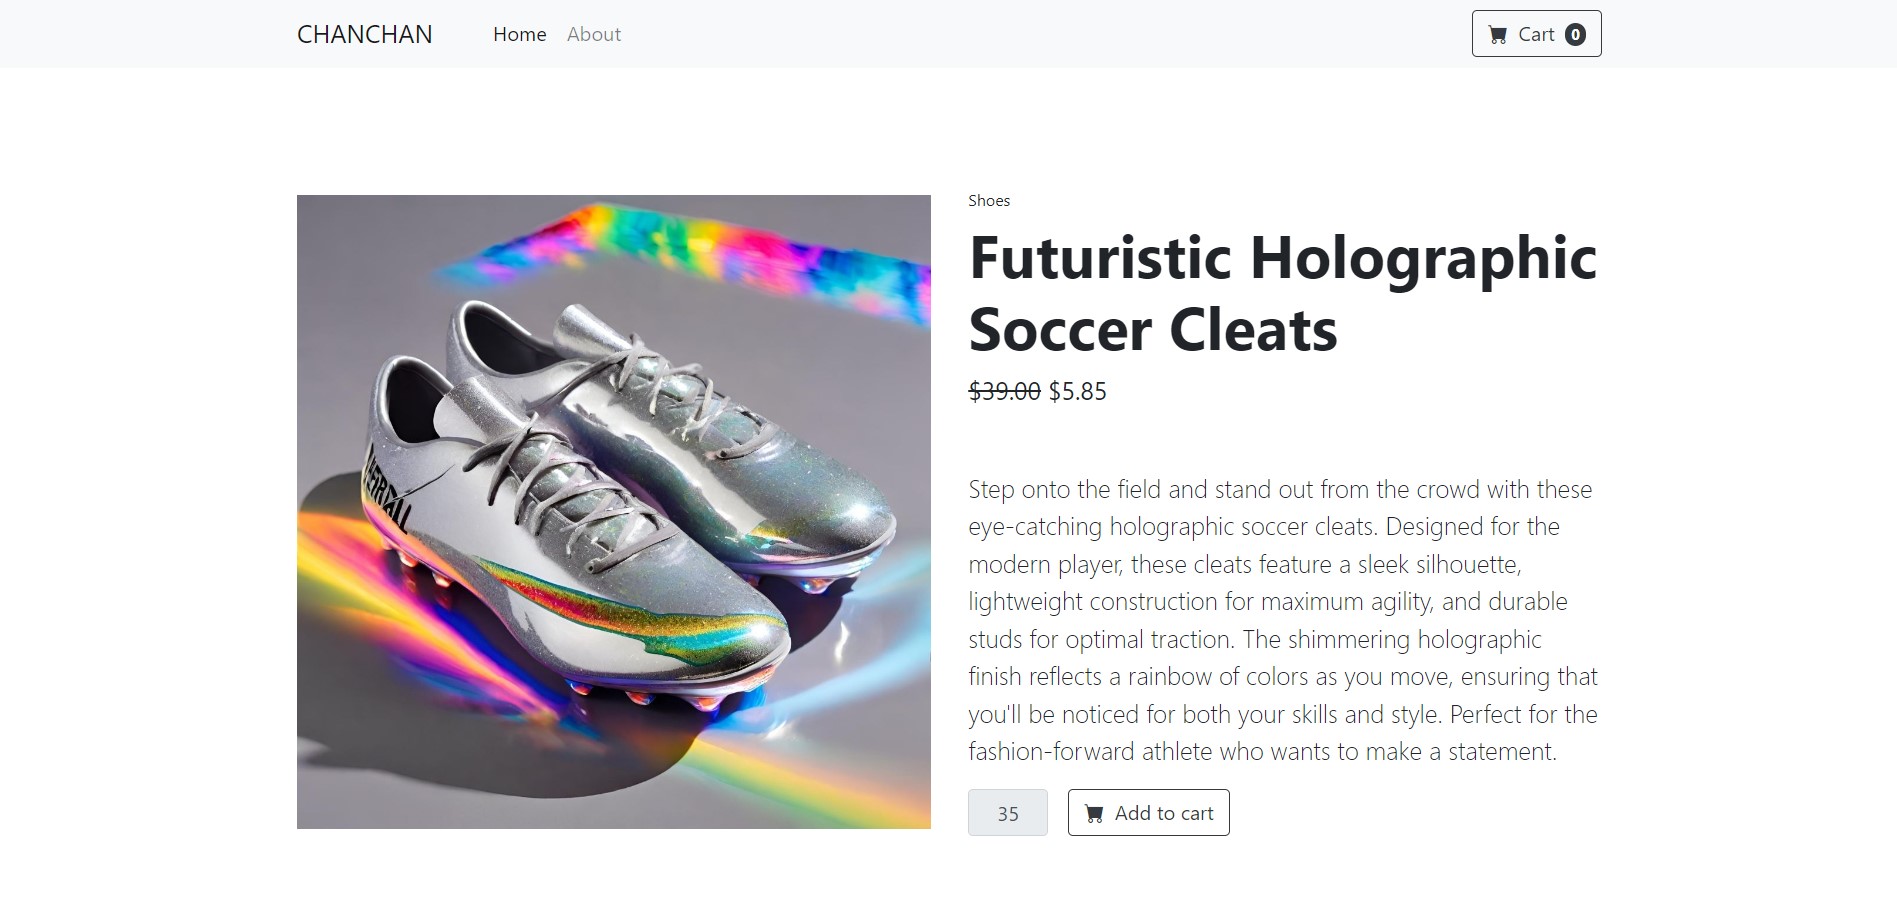 CHANCHAN Home About Cart 0
Shoes
Futuristic Holographic
Soccer Cleats
$39.00 $5.85
Step onto the field and stand out from the crowd with these
eye-catching holographic soccer cleats. Designed for the
modern player, these cleats feature a sleek silhouette,
lightweight construction for maximum agility, and durable
studs for optimal traction. The shimmering holographic
finish reflects a rainbow of colors as you move, ensuring that
you'll be noticed for both your skills and style. Perfect for the
fashion-forward athlete who wants to make a statement.
35 Add to cart